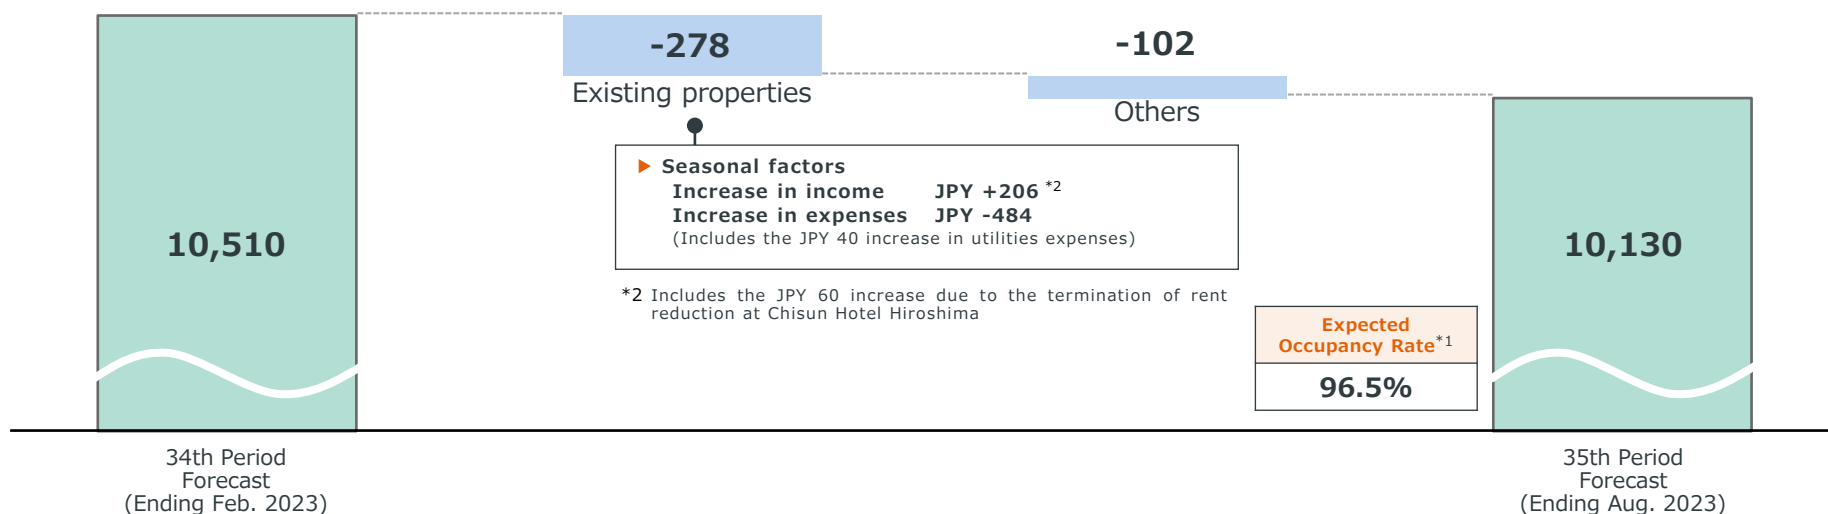 -278
-102
Existing properties
Others
▶ Seasonal factors
Increase in income JPY +206 *2
Increase in expenses JPY -484
(Includes the JPY 40 increase in utilities expenses)
10,510
10,130
*2 Includes the JPY 60 increase due to the termination of rent
reduction at Chisun Hotel Hiroshima
Expected
Occupancy Rate*1
96.5%
34th Period
Forecast
(Ending Feb. 2023)
35th Period
Forecast
(Ending Aug. 2023)